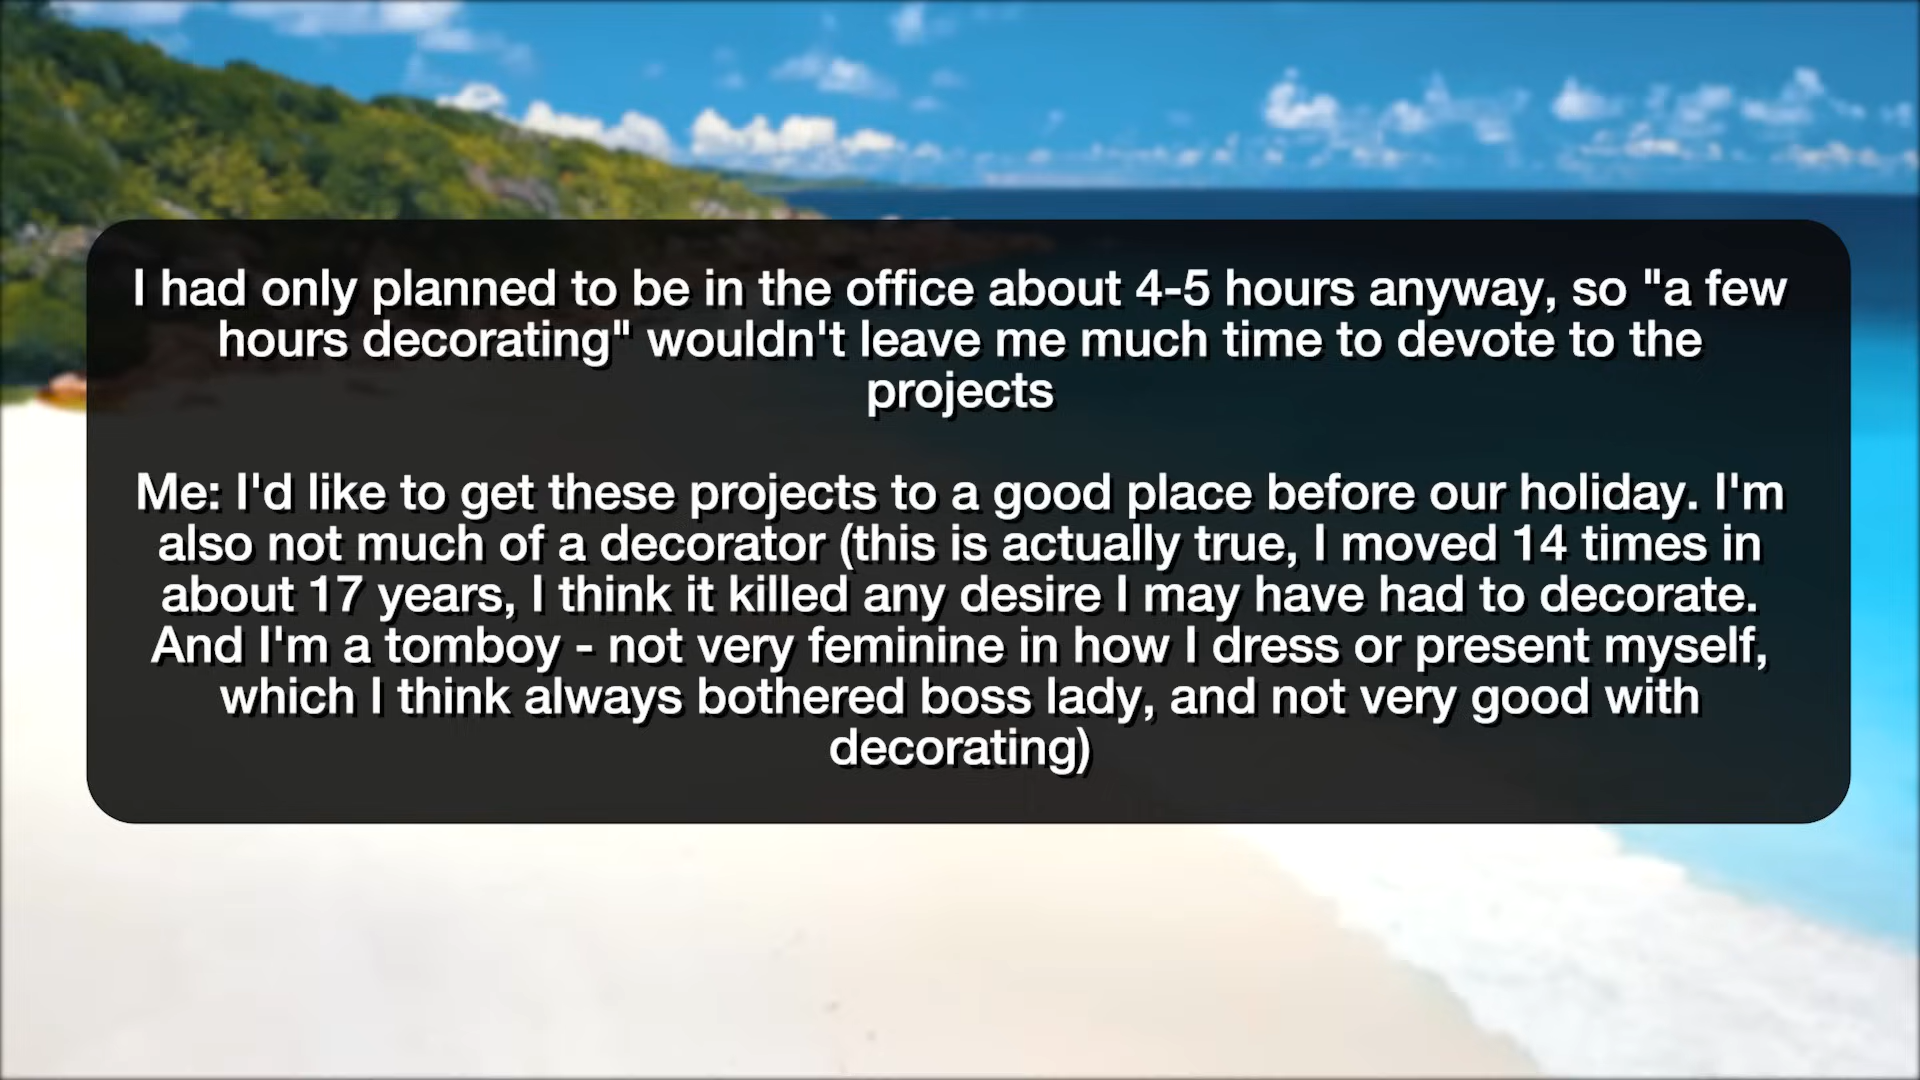 I had only planned to be in the office about 4-5 hours anyway, so "a few
hours decorating" wouldn't leave me much time to devote to the
projects
Me: I'd like to get these projects to a good place before our holiday. I'm
also not much of a decorator (this is actually true, I moved 14 times in
about 17 years, I think it killed any desire I may have had to decorate.
And I'm a tomboy - not very feminine in how I dress or present myself,
which I think always bothered boss lady, and not very good with
decorating)